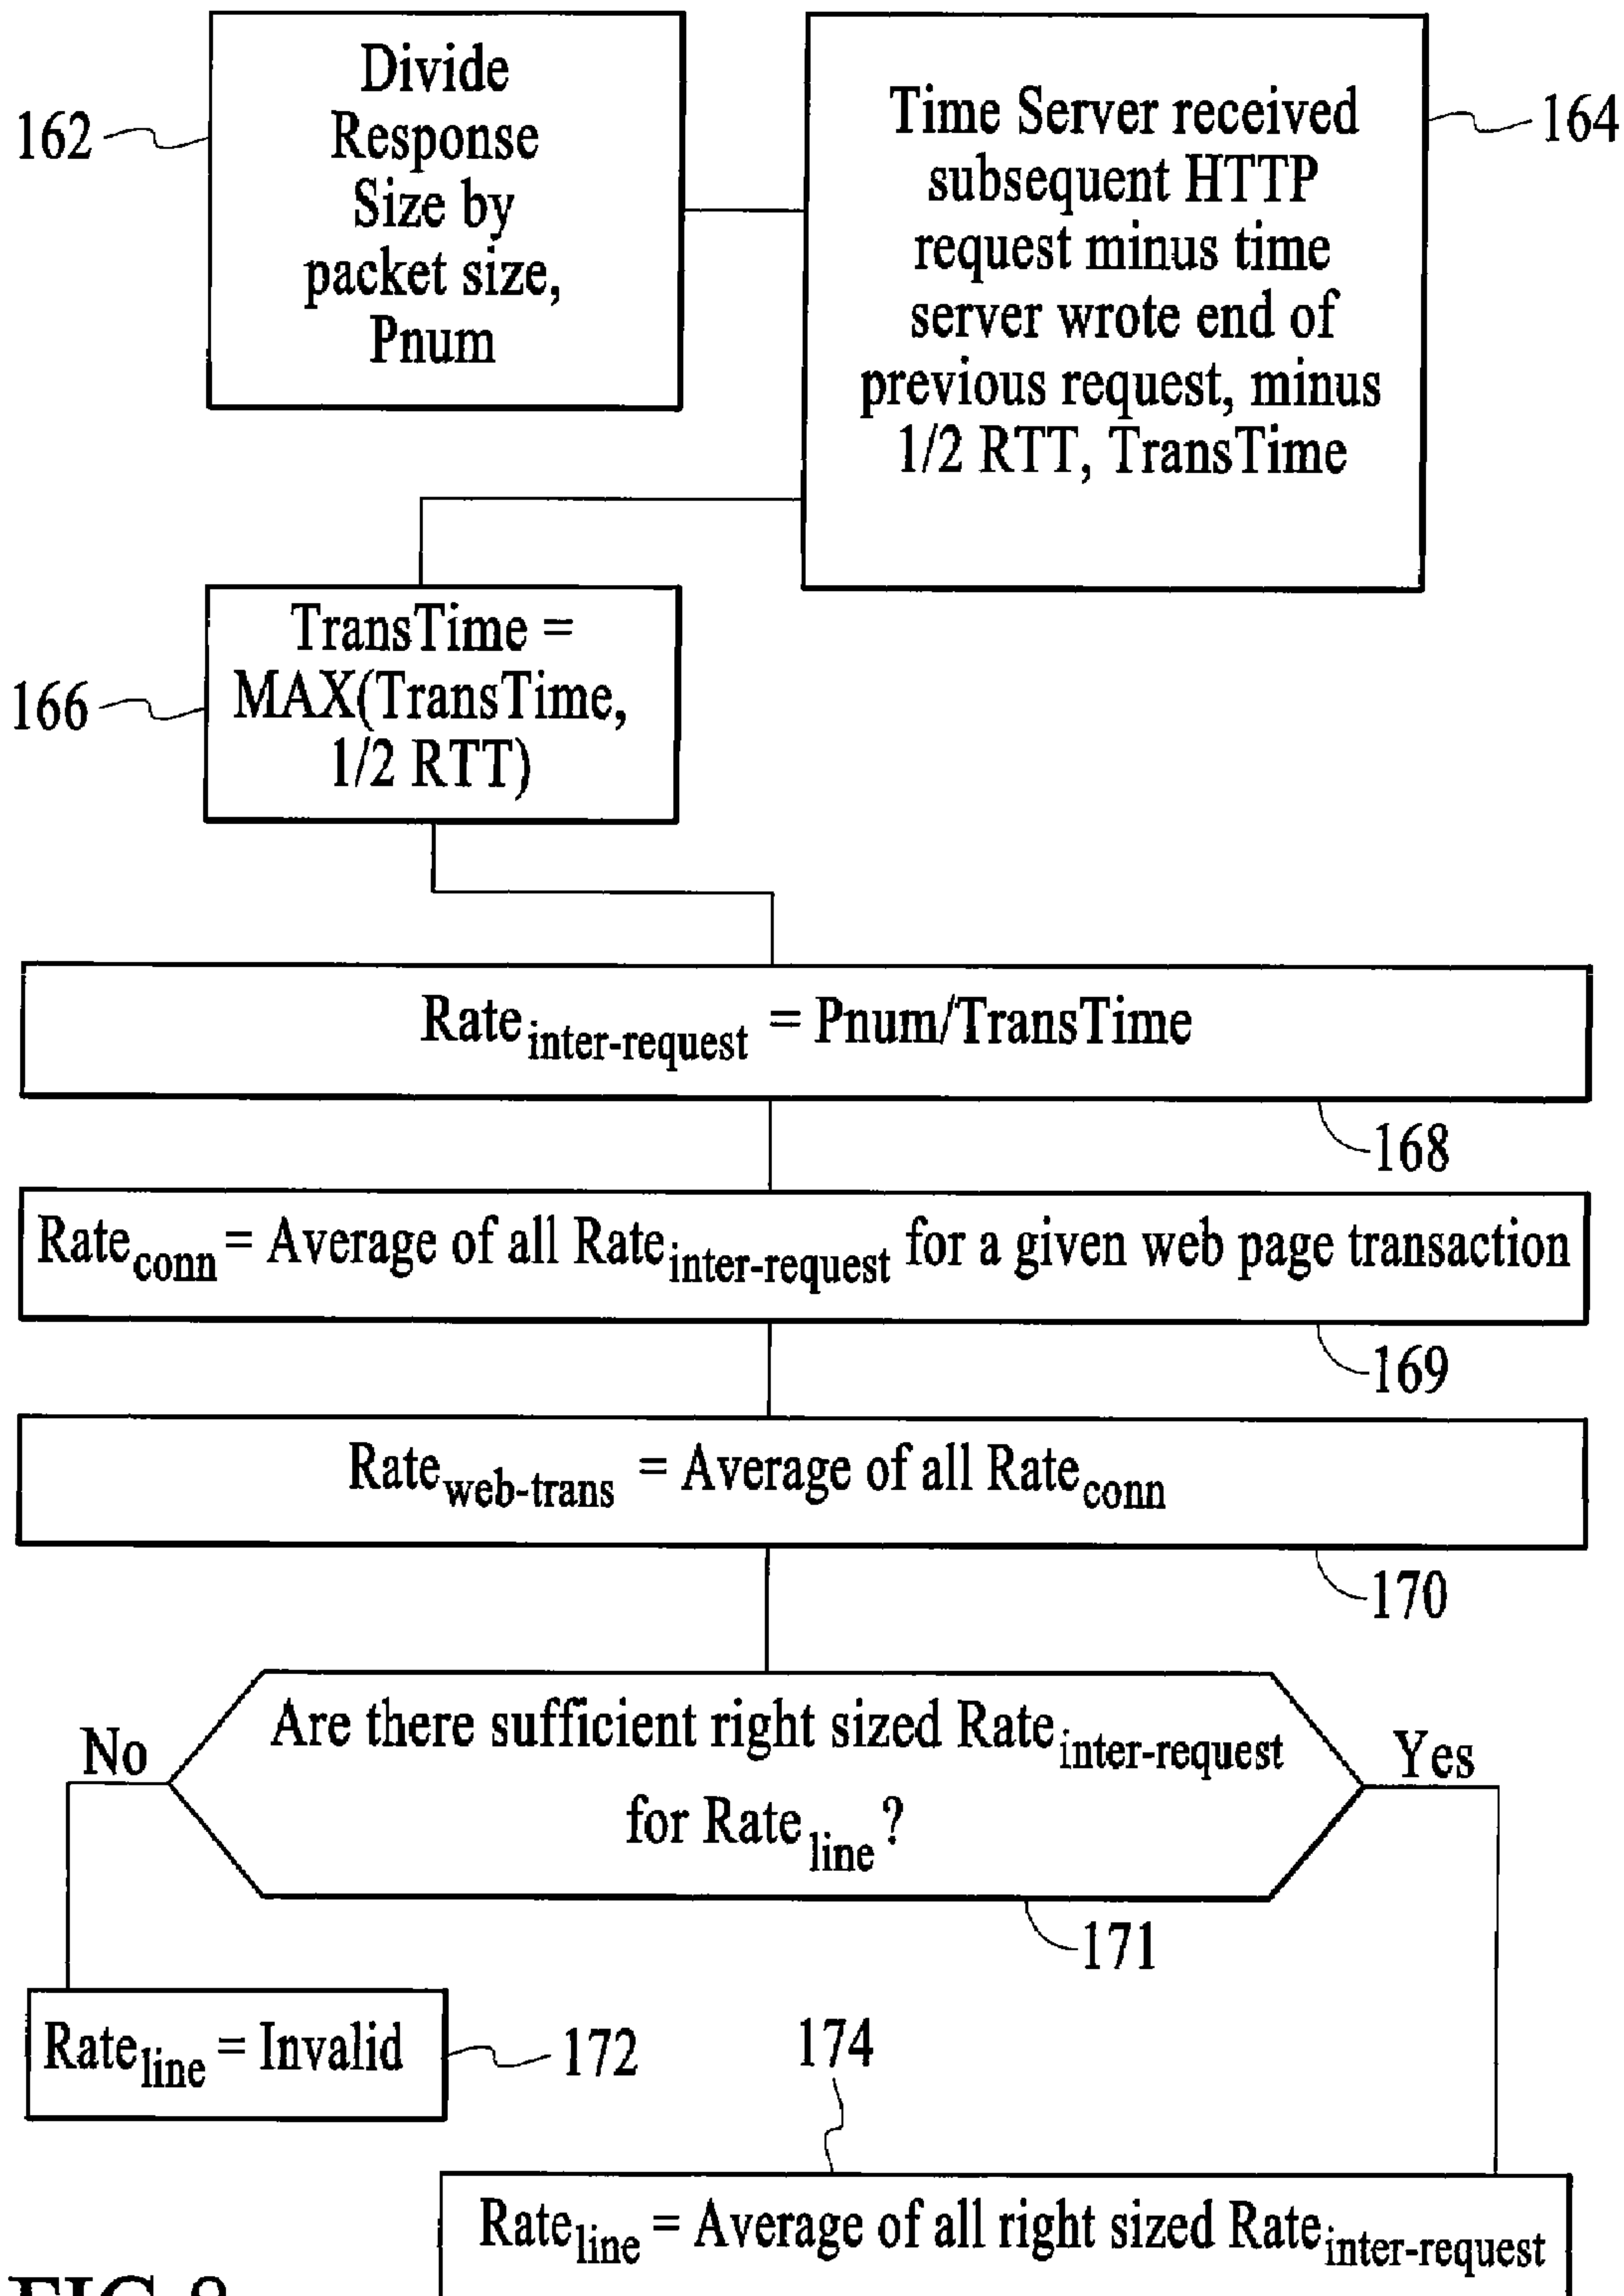 162
Divide
Response
Size by
packet size,
Pnum
Time Server received
subsequent HTTP
request minus time
server wrote end of
previous request, minus
1/2 RTT, TransTime
164
166
TransTime =
MAX(TransTime,
1/2 RTT)
Rate inter-request = Pnum/TransTime
168
Rate conn = Average of all Rate inter-request for a given web page transaction
169
Rate web-trans = Average of all Rate conn
170
Are there sufficient right sized Rate inter-request
for Rate line ?
No
Yes
171
Rate line = Invalid
172
174
Rate line = Average of all right sized Rate inter-request